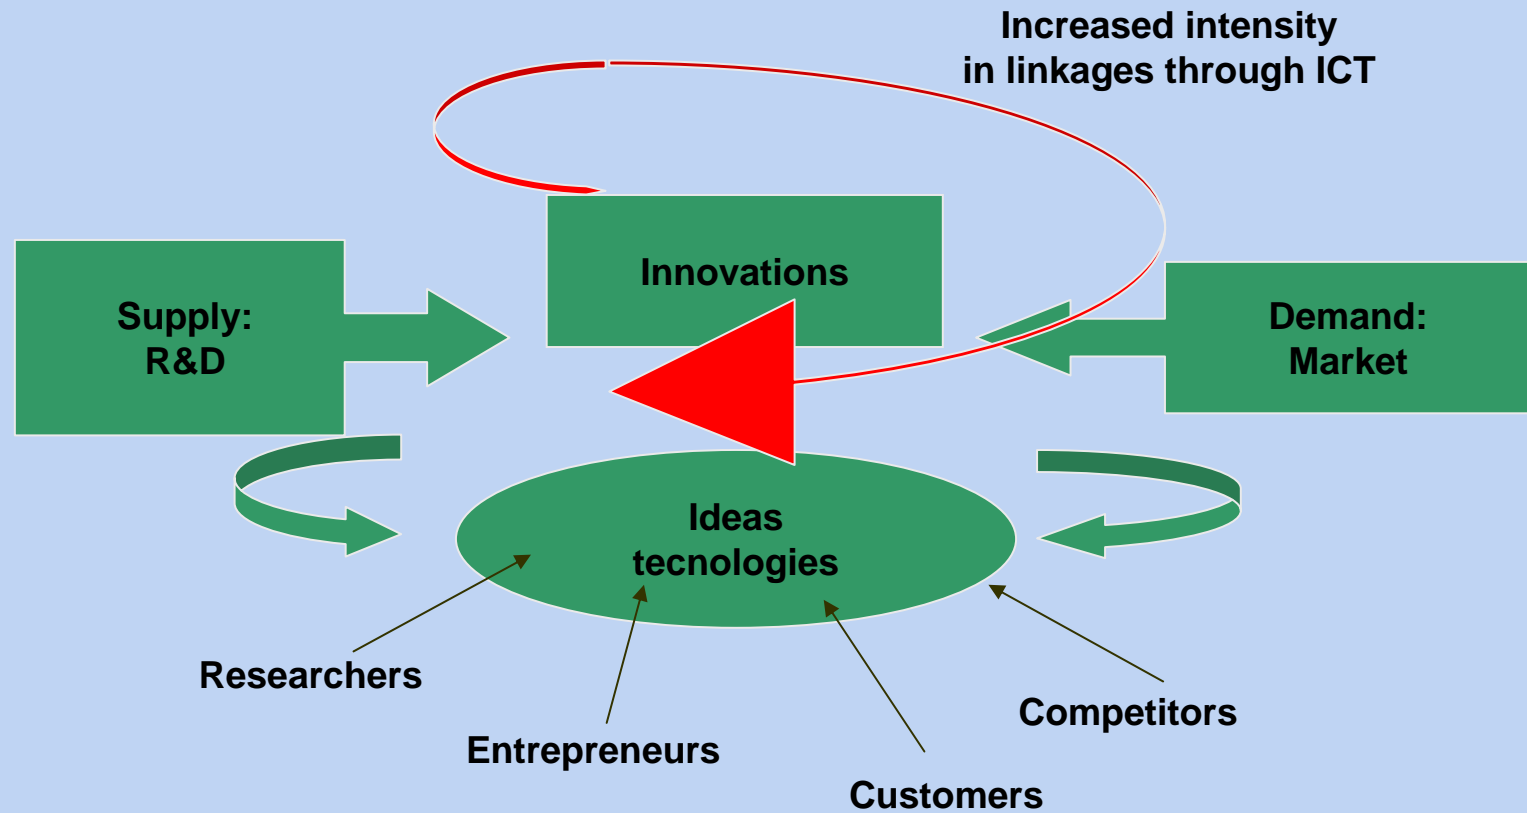 Increased intensity
in linkages through ICT
Innovations
Supply:
R&D
Demand:
Market
Ideas
tecnologies
Researchers
Entrepreneurs
Customers
Competitors